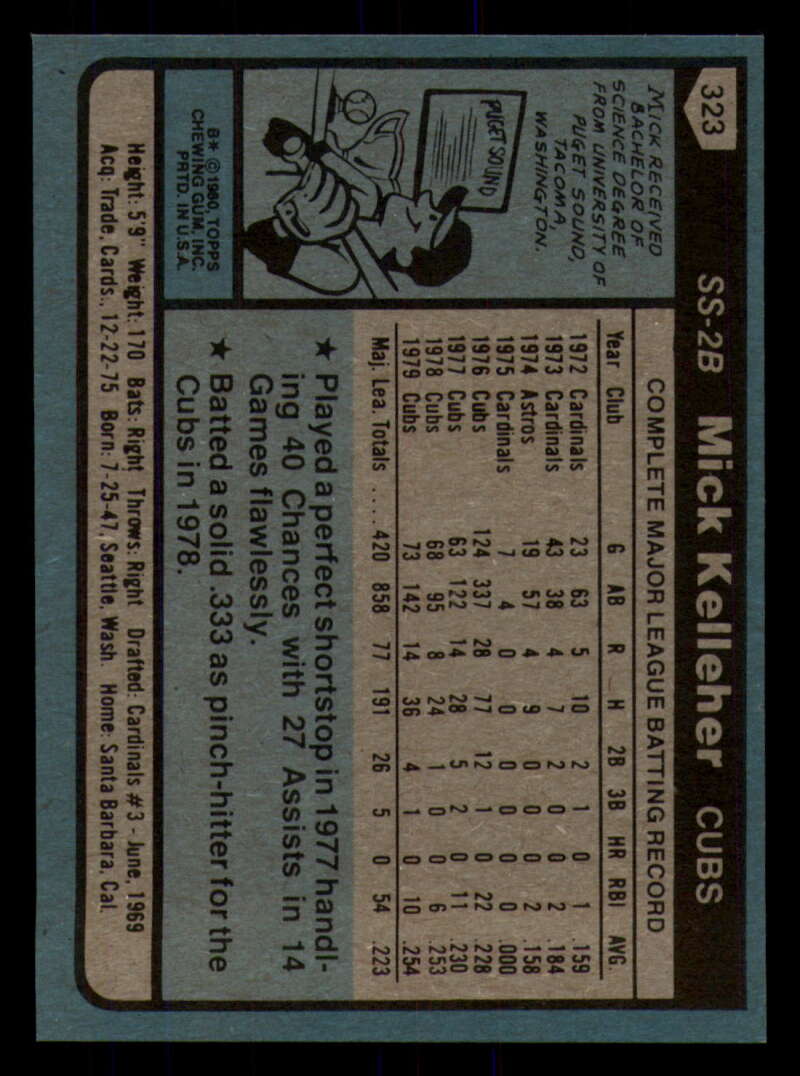 323
SS-2B Mick Kelleher CUBS
MICK RECEIVED
BACHELOR OF
SCIENCE DEGREE
FROM UNIVERSITY OF
PUGET SOUND,
TACOMA,
WASHINGTON.
PUGET SOUND
B* © 1980 TOPPS
CHEWING GUM, INC.
PRTD. IN U.S.A.
COMPLETE MAJOR LEAGUE BATTING RECORD
Year Club G AB R H 2B 3B HR RBI AVG.
1972 Cardinals 23 63 5 10 2 1 0 1 .159
1973 Cardinals 43 38 4 7 2 0 0 2 .184
1974 Astros 19 57 4 9 0 0 0 2 .158
1975 Cardinals 7 4 0 0 0 0 0 0 .000
1976 Cubs 124 337 28 77 12 1 0 22 .228
1977 Cubs 63 122 14 28 5 2 0 11 .230
1978 Cubs 68 95 8 24 1 0 0 6 .253
1979 Cubs 73 142 14 36 4 1 0 10 .254
Maj. Lea. Totals .... 420 858 77 191 26 5 0 54 .223
★ Played a perfect shortstop in 1977 handl-
ing 40 Chances with 27 Assists in 14
Games flawlessly.
★ Batted a solid .333 as pinch-hitter for the
Cubs in 1978.
Height: 5'9" Weight: 170 Bats: Right Throws: Right Drafted: Cardinals #3 - June, 1969
Acq: Trade, Cards., 12-22-75 Born: 7-25-47, Seattle, Wash. Home: Santa Barbara, Cal.